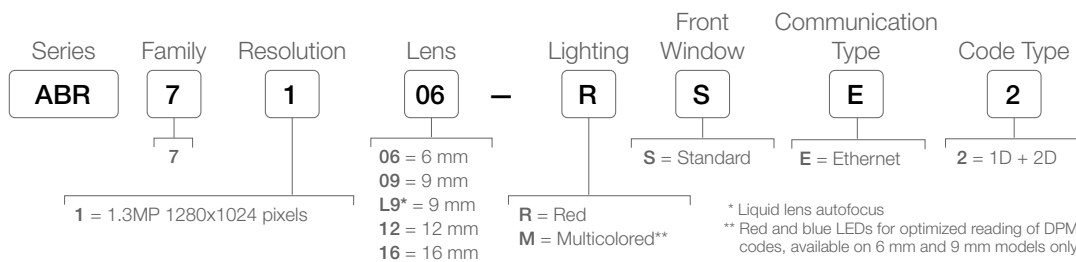 Series
Family
Resolution
Lens
Lighting
Front
Window
Communication
Type
Code Type
ABR 7 1 06 – R S E 2
7
1 = 1.3MP 1280x1024 pixels
06 = 6 mm
09 = 9 mm
L9* = 9 mm
12 = 12 mm
16 = 16 mm
R = Red
M = Multicolored**
S = Standard
E = Ethernet
2 = 1D + 2D
* Liquid lens autofocus
** Red and blue LEDs for optimized reading of DPM
codes, available on 6 mm and 9 mm models only